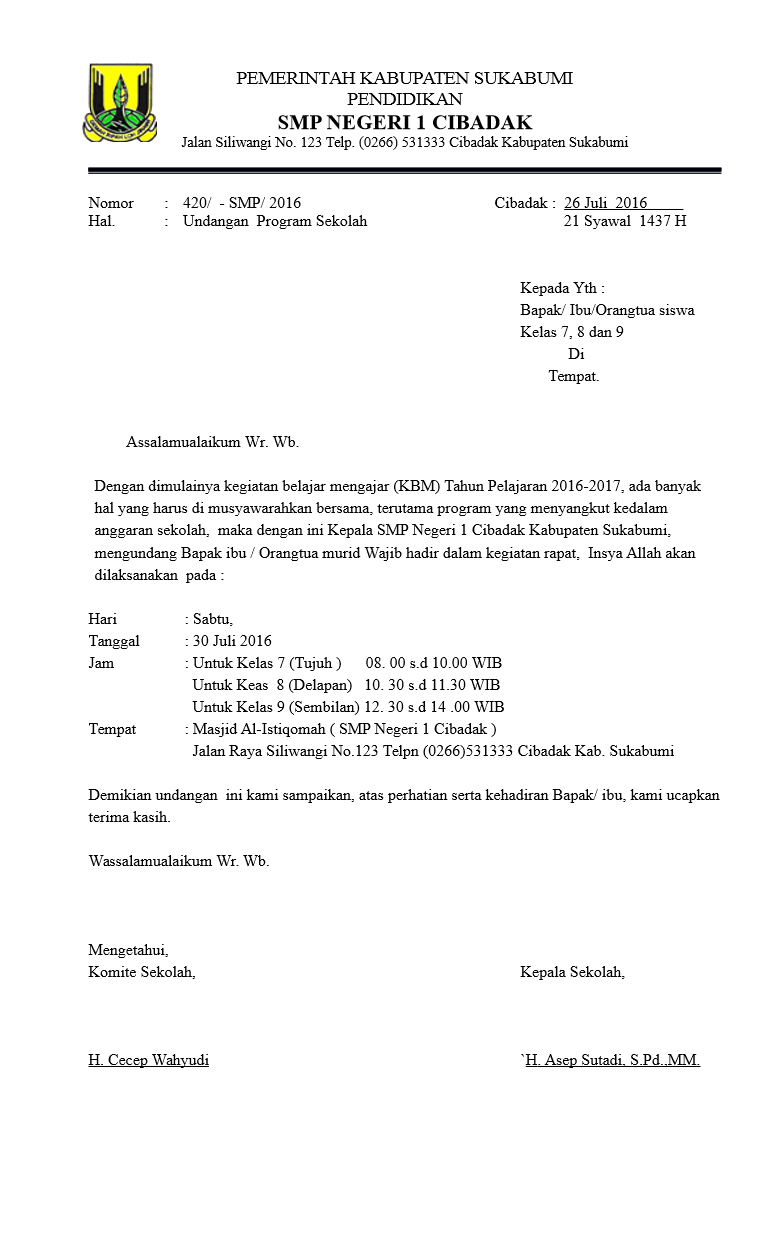 PEMERINTAH KABUPATEN SUKABUMI
PENDIDIKAN
SMP NEGERI 1 CIBADAK
Jalan Siliwangi No. 123 Telp. (0266) 531333 Cibadak Kabupaten Sukabumi
Nomor : 420/ - SMP/ 2016 Cibadak : 26 Juli 2016
Hal. : Undangan Program Sekolah 21 Syawal 1437 H
Kepada Yth :
Bapak/ Ibu/Orangtua siswa
Kelas 7, 8 dan 9
Di
Tempat.
Assalamualaikum Wr. Wb.
Dengan dimulainya kegiatan belajar mengajar (KBM) Tahun Pelajaran 2016-2017, ada banyak
hal yang harus di musyawarahkan bersama, terutama program yang menyangkut kedalam
anggaran sekolah, maka dengan ini Kepala SMP Negeri 1 Cibadak Kabupaten Sukabumi,
mengundang Bapak ibu / Orangtua murid Wajib hadir dalam kegiatan rapat, Insya Allah akan
dilaksanakan pada :
Hari : Sabtu,
Tanggal : 30 Juli 2016
Jam : Untuk Kelas 7 (Tujuh ) 08. 00 s.d 10.00 WIB
Untuk Keas 8 (Delapan) 10. 30 s.d 11.30 WIB
Untuk Kelas 9 (Sembilan) 12. 30 s.d 14 .00 WIB
Tempat : Masjid Al-Istiqomah ( SMP Negeri 1 Cibadak )
Jalan Raya Siliwangi No.123 Telpn (0266)531333 Cibadak Kab. Sukabumi
Demikian undangan ini kami sampaikan, atas perhatian serta kehadiran Bapak/ ibu, kami ucapkan
terima kasih.
Wassalamualaikum Wr. Wb.
Mengetahui,
Komite Sekolah, Kepala Sekolah,
H. Cecep Wahyudi `H. Asep Sutadi, S.Pd.,MM.